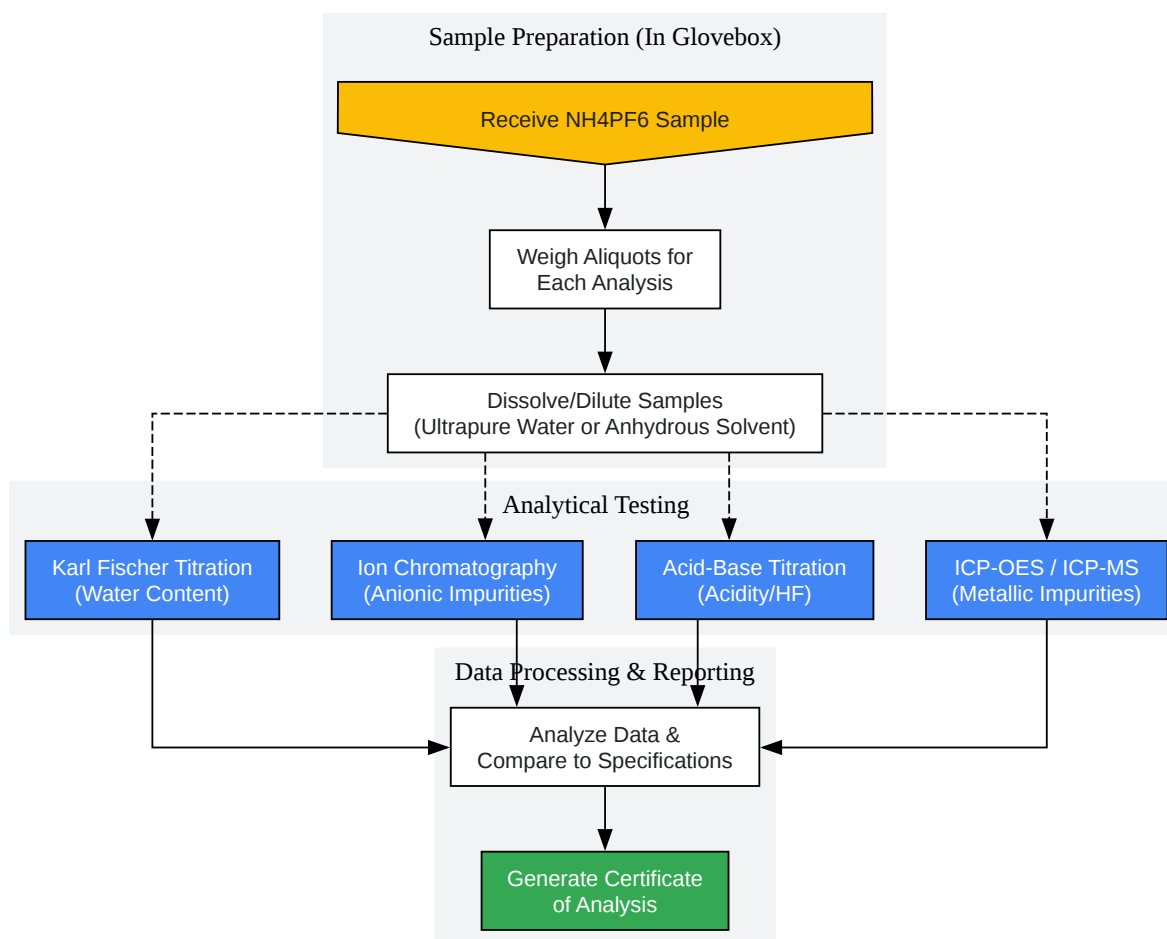 Sample Preparation (In Glovebox)
Receive NH4PF6 Sample
Weigh Aliquots for
Each Analysis
Dissolve/Dilute Samples
(Ultrapure Water or Anhydrous Solvent)
Analytical Testing
Karl Fischer Titration
(Water Content)
Ion Chromatography
(Anionic Impurities)
Acid-Base Titration
(Acidity/HF)
ICP-OES / ICP-MS
(Metallic Impurities)
Data Processing & Reporting
Analyze Data &
Compare to Specifications
Generate Certificate
of Analysis